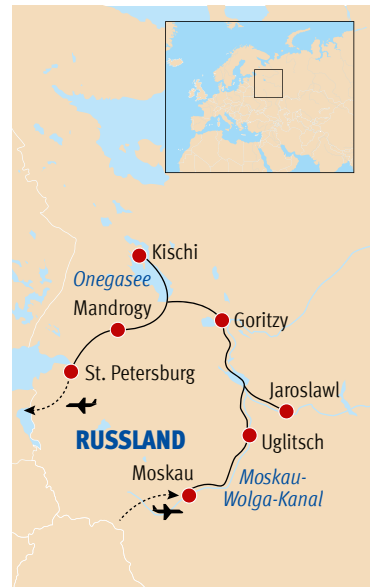 Kischi
Onegasee
Mandrogy
Goritzy
St. Petersburg
Jaroslawl
RUSSLAND
Uglitsch
Moskau
Moskau-
Wolga-Kanal